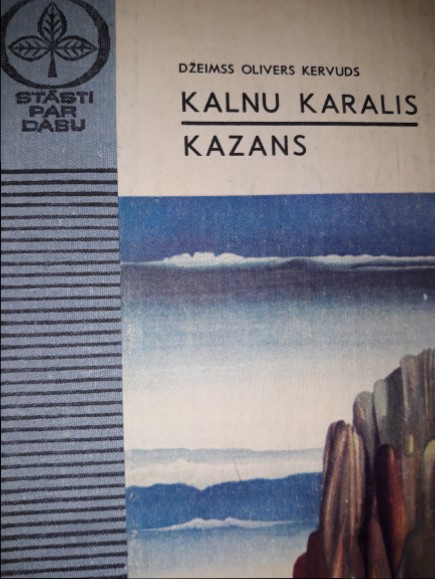 STĀSTI
PAR
DABU
DŽEIMSS OLIVERS KERVUDS
KALNU KARALIS
KAZANS